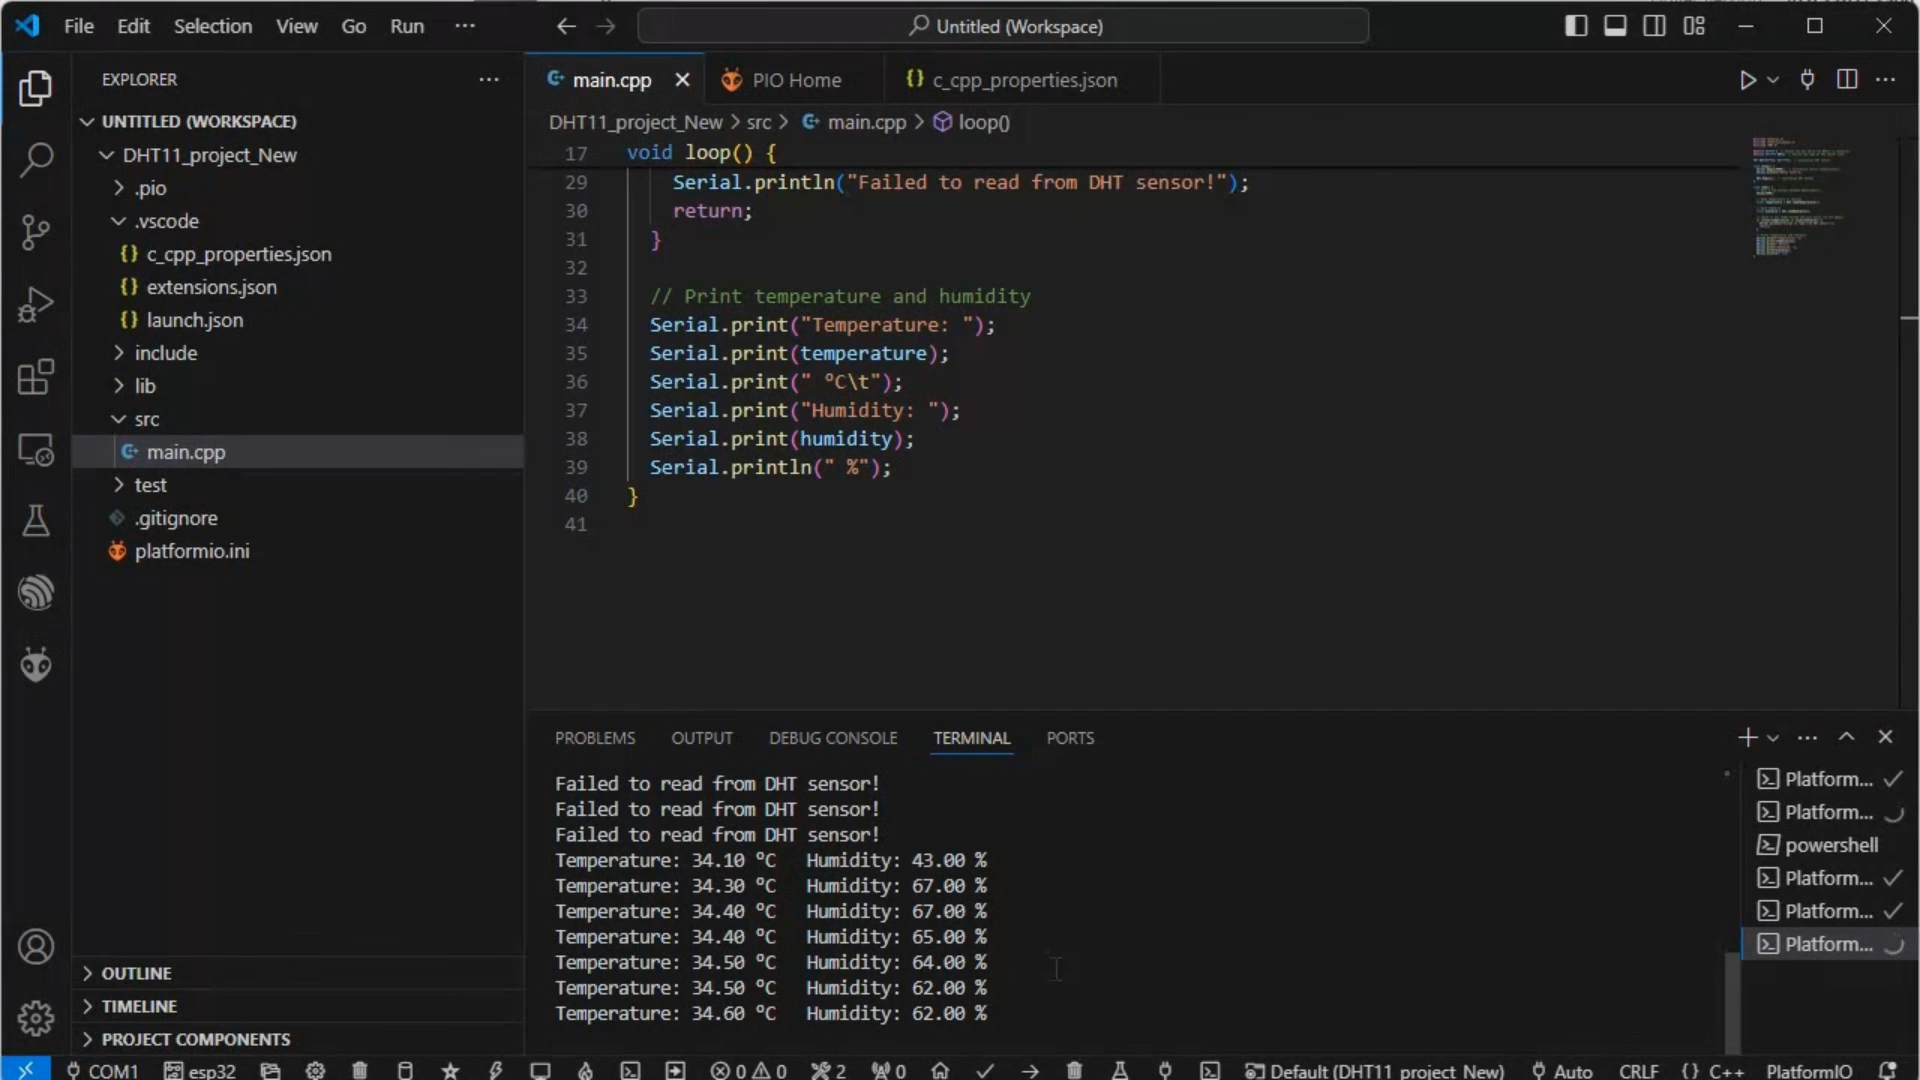 File Edit Selection View Go Run ··· Untitled (Workspace)
EXPLORER
UNTITLED (WORKSPACE)
DHT11_project_New
.pio
.vscode
{} c_cpp_properties.json
{} extensions.json
{} launch.json
include
lib
src
main.cpp
test
.gitignore
platformio.ini
OUTLINE
TIMELINE
PROJECT COMPONENTS
main.cpp PIO Home {} c_cpp_properties.json
DHT11_project_New > src > main.cpp > loop()
17 void loop() {
29 Serial.println("Failed to read from DHT sensor!");
30 return;
31 }
32
33 // Print temperature and humidity
34 Serial.print("Temperature: ");
35 Serial.print(temperature);
36 Serial.print(" ºC\t");
37 Serial.print("Humidity: ");
38 Serial.print(humidity);
39 Serial.println(" %");
40 }
41
PROBLEMS OUTPUT DEBUG CONSOLE TERMINAL PORTS
Failed to read from DHT sensor!
Failed to read from DHT sensor!
Failed to read from DHT sensor!
Temperature: 34.10 ºC Humidity: 43.00 %
Temperature: 34.30 ºC Humidity: 67.00 %
Temperature: 34.40 ºC Humidity: 67.00 %
Temperature: 34.40 ºC Humidity: 65.00 %
Temperature: 34.50 ºC Humidity: 64.00 %
Temperature: 34.50 ºC Humidity: 62.00 %
Temperature: 34.60 ºC Humidity: 62.00 %
Platform...
Platform...
powershell
Platform...
Platform...
Platform...
COM1 esp32 0 0 2 0 Default (DHT11_project_New) Auto CRLF {} C++ PlatformIO